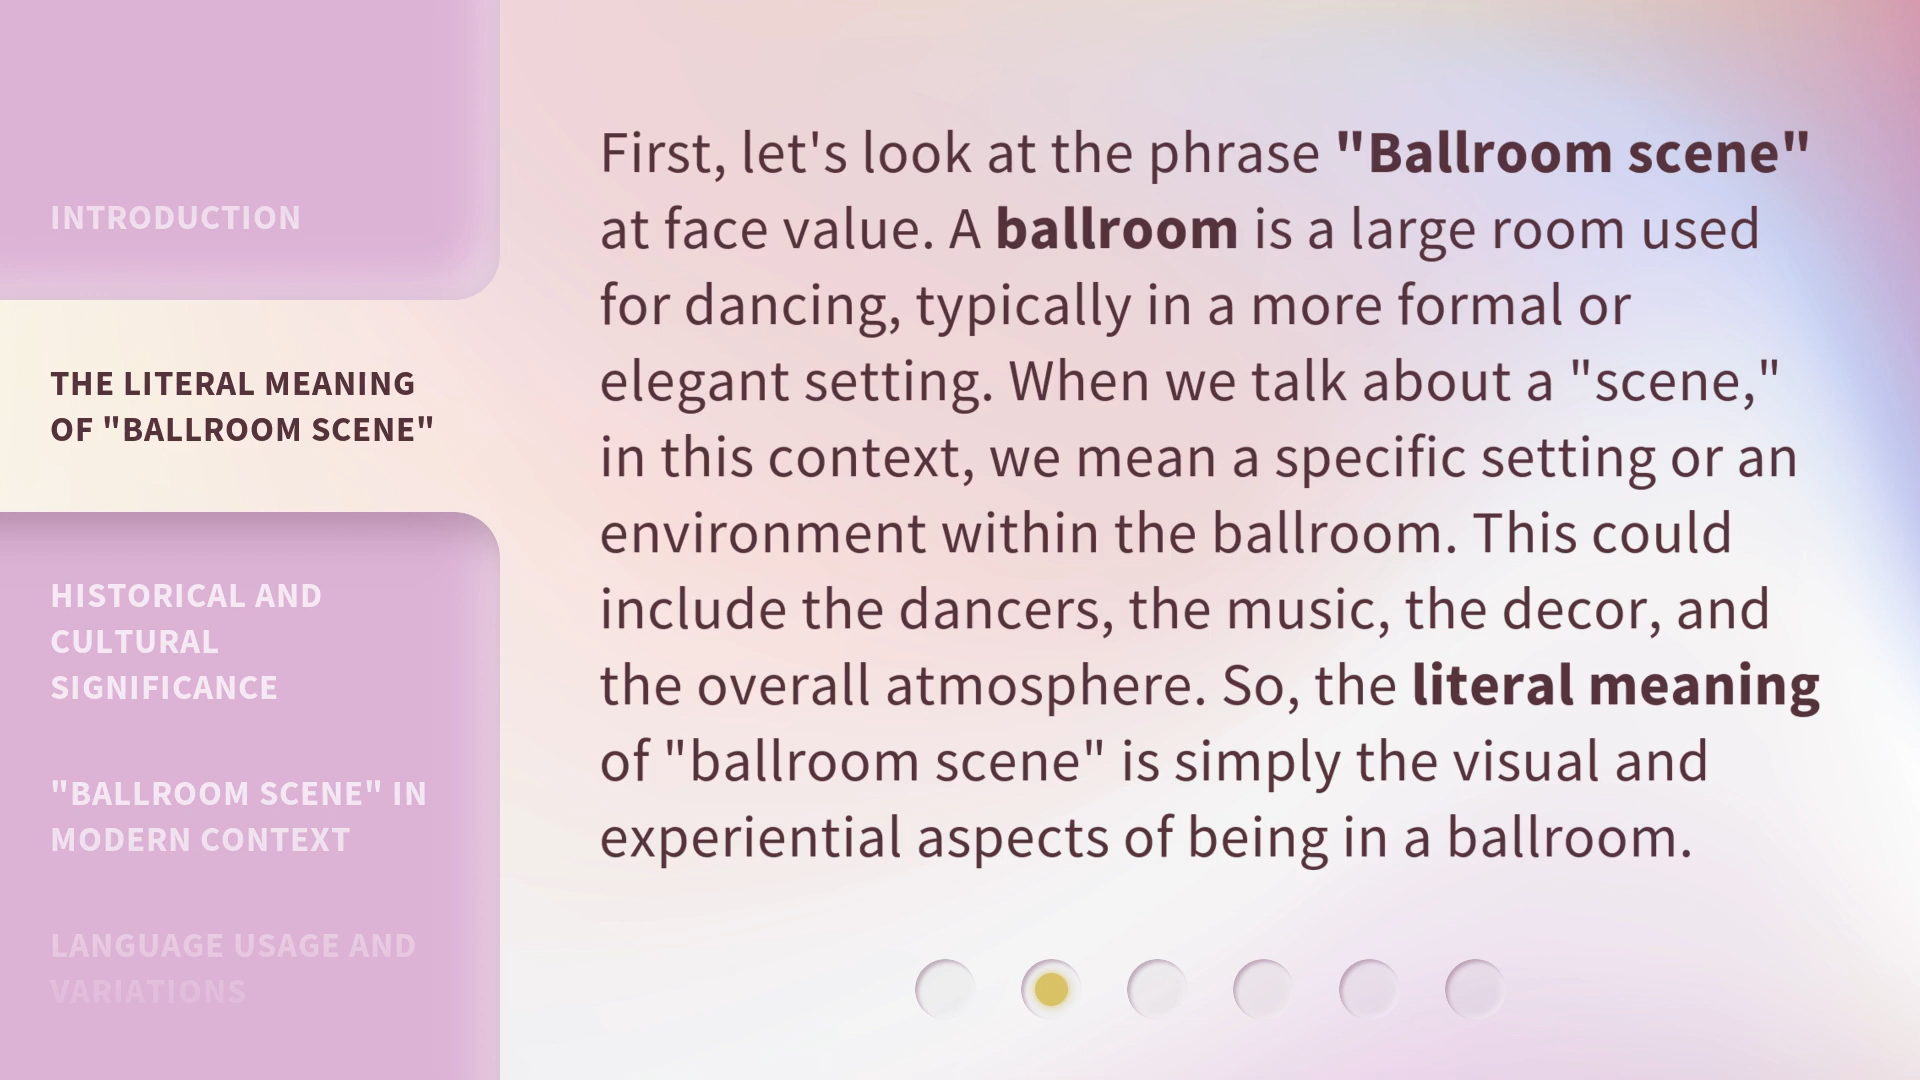 INTRODUCTION
THE LITERAL MEANING
OF "BALLROOM SCENE"
HISTORICAL AND
CULTURAL
SIGNIFICANCE
"BALLROOM SCENE" IN
MODERN CONTEXT
LANGUAGE USAGE AND
VARIATIONS
First, let's look at the phrase "Ballroom scene"
at face value. A ballroom is a large room used
for dancing, typically in a more formal or
elegant setting. When we talk about a "scene,"
in this context, we mean a specific setting or an
environment within the ballroom. This could
include the dancers, the music, the decor, and
the overall atmosphere. So, the literal meaning
of "ballroom scene" is simply the visual and
experiential aspects of being in a ballroom.